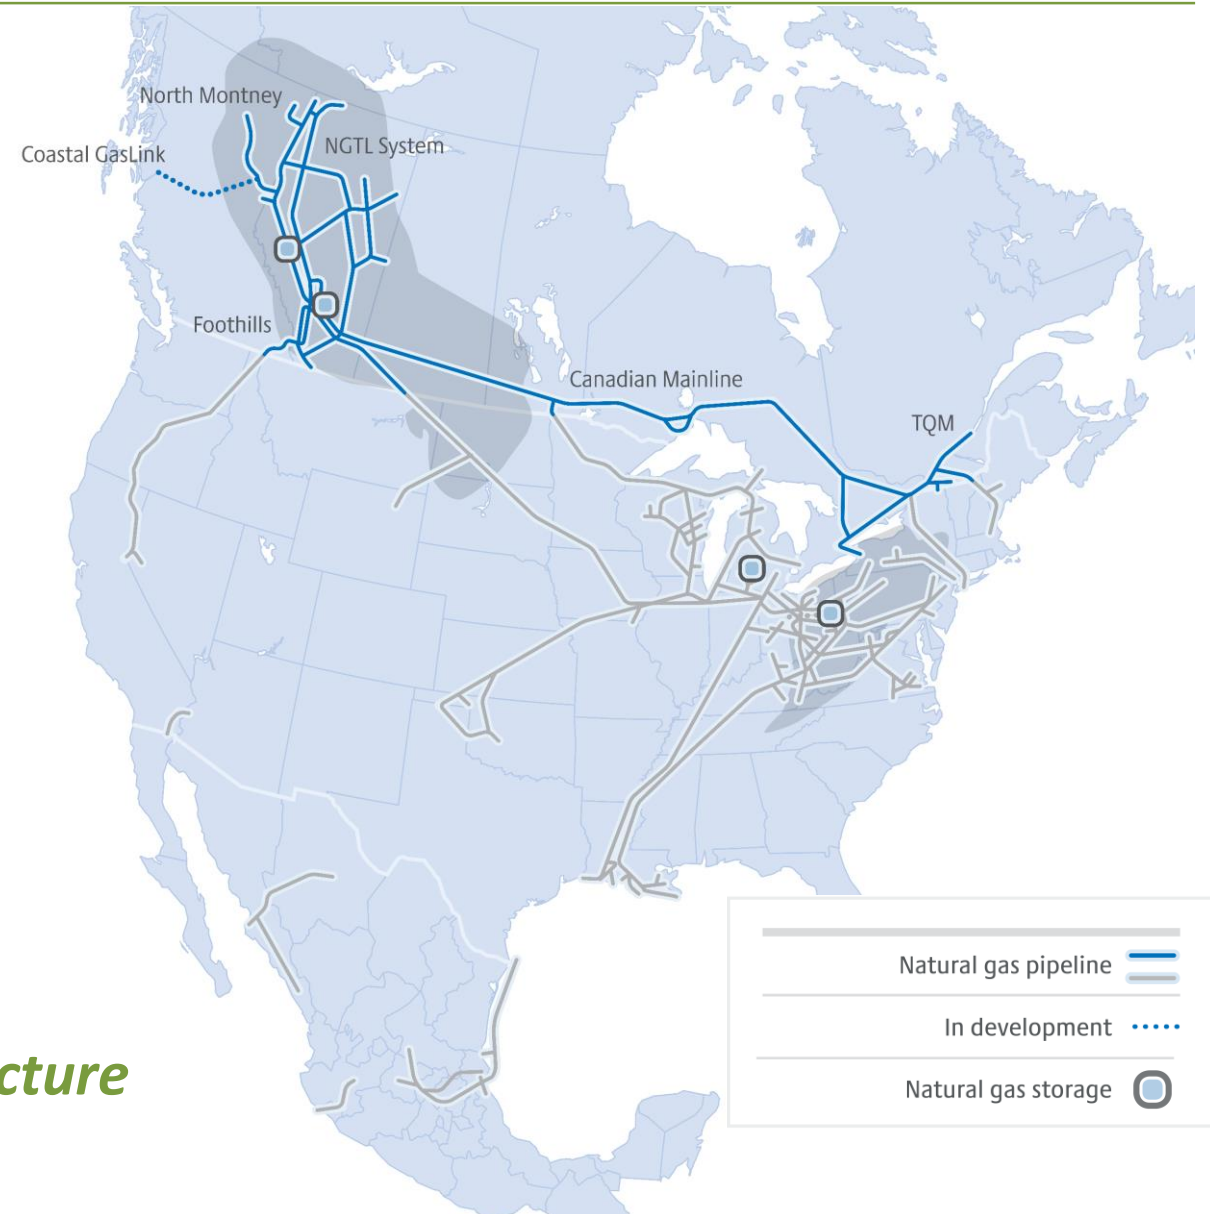 North Montney
NGTL System
Coastal GasLink
Foothills
Canadian Mainline
TQM
Natural gas pipeline
In development
cture
Natural gas storage